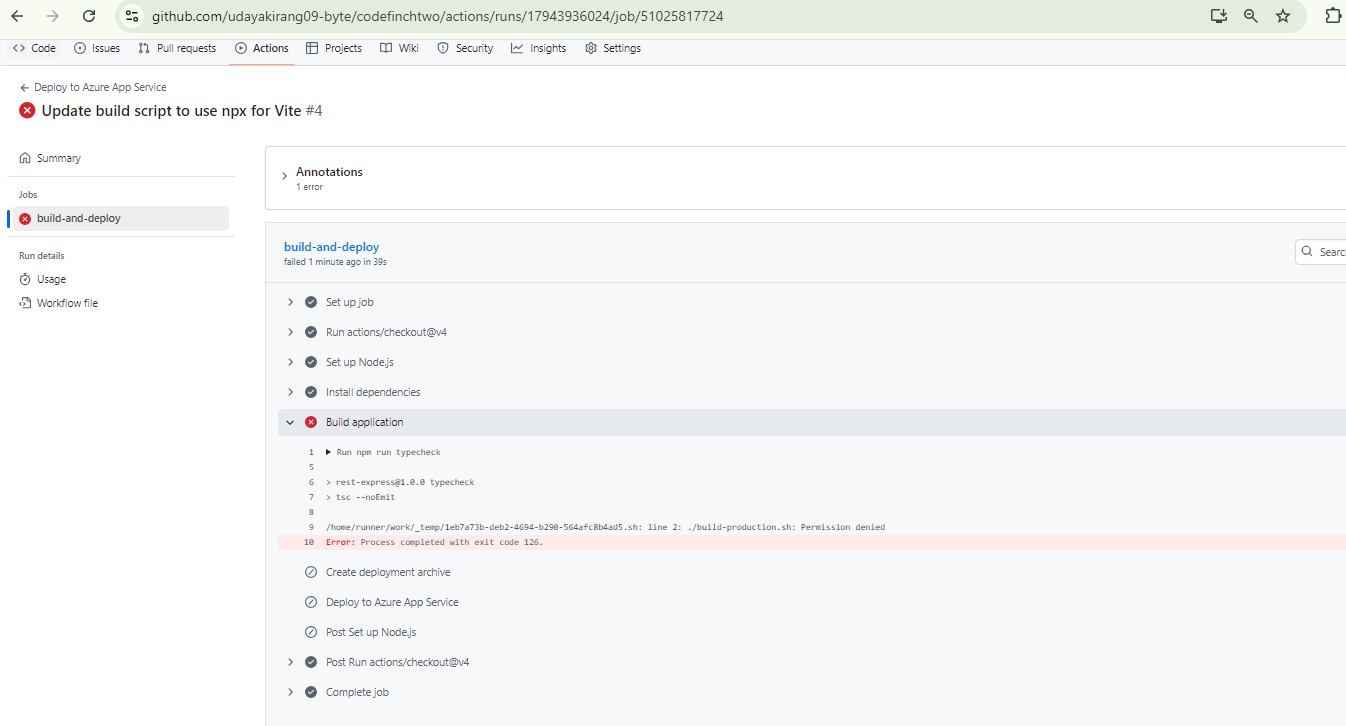 github.com/udayakirang09-byte/codefinchtwo/actions/runs/17943936024/job/51025817724
Code Issues Pull requests Actions Projects Wiki Security Insights Settings
Deploy to Azure App Service
Update build script to use npx for Vite #4
Summary
Jobs
build-and-deploy
Run details
Usage
Workflow file
Annotations
1 error
build-and-deploy
failed 1 minute ago in 39s
Searc
Set up job
Run actions/checkout@v4
Set up Node.js
Install dependencies
Build application
1 ▶ Run npm run typecheck
5
6 > rest-express@1.0.0 typecheck
7 > tsc --noEmit
8
9 /home/runner/work/_temp/1eb7a73b-deb2-4694-b290-564afc8b4ad5.sh: line 2: ./build-production.sh: Permission denied
10 Error: Process completed with exit code 126.
Create deployment archive
Deploy to Azure App Service
Post Set up Node.js
Post Run actions/checkout@v4
Complete job